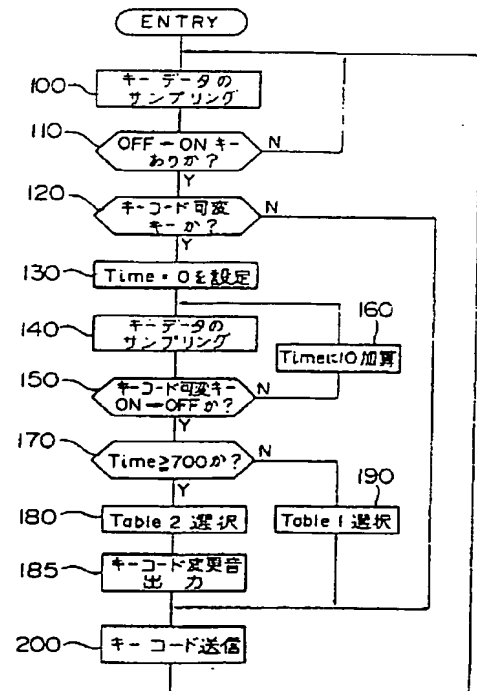 ENTRY
100
キーデータの
サンプリング
110
OFF→ONキー
ありか?
N
Y
120
キーコード可変
キーか?
N
Y
130
Time=0を設定
140
キーデータの
サンプリング
160
Timeに10加算
150
キーコード可変キー
ON→OFFか?
N
Y
170
Time≧700か?
N
Y
180
Table 2 選択
190
Table 1 選択
185
キーコード変更音
出力
200
キーコード送信